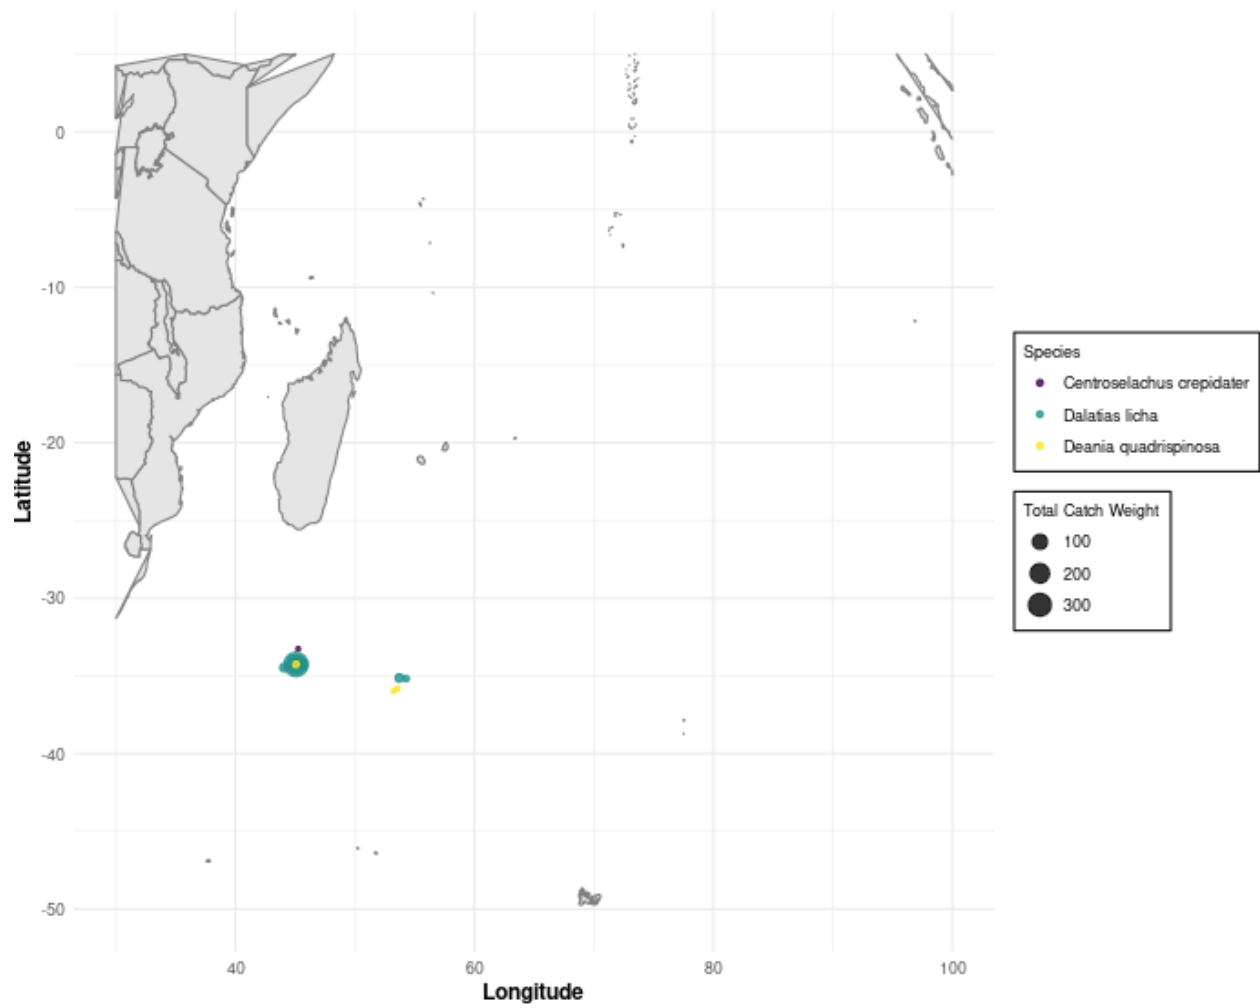 0
-10
-20
-30
-40
-50
Latitude
40
60
80
100
Longitude
Species
Centroselachus crepidater
Dalatias licha
Deania quadrispinosa
Total Catch Weight
100
200
300